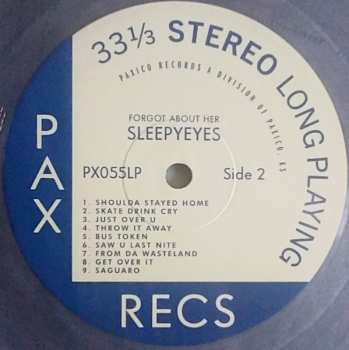 33⅓ STEREO LONG PLAYING
PAXICO RECORDS A DIVISION OF PAXICO, KS
FORGOT ABOUT HER
SLEEPYEYES
PAX
PX055LP
Side 2
1. SHOULDA STAYED HOME
2. SKATE DRINK CRY
3. JUST OVER U
4. THROW IT AWAY
5. BUS TOKEN
6. SAW U LAST NITE
7. FROM DA WASTELAND
8. GET OVER IT
9. SAGUARO
RECS